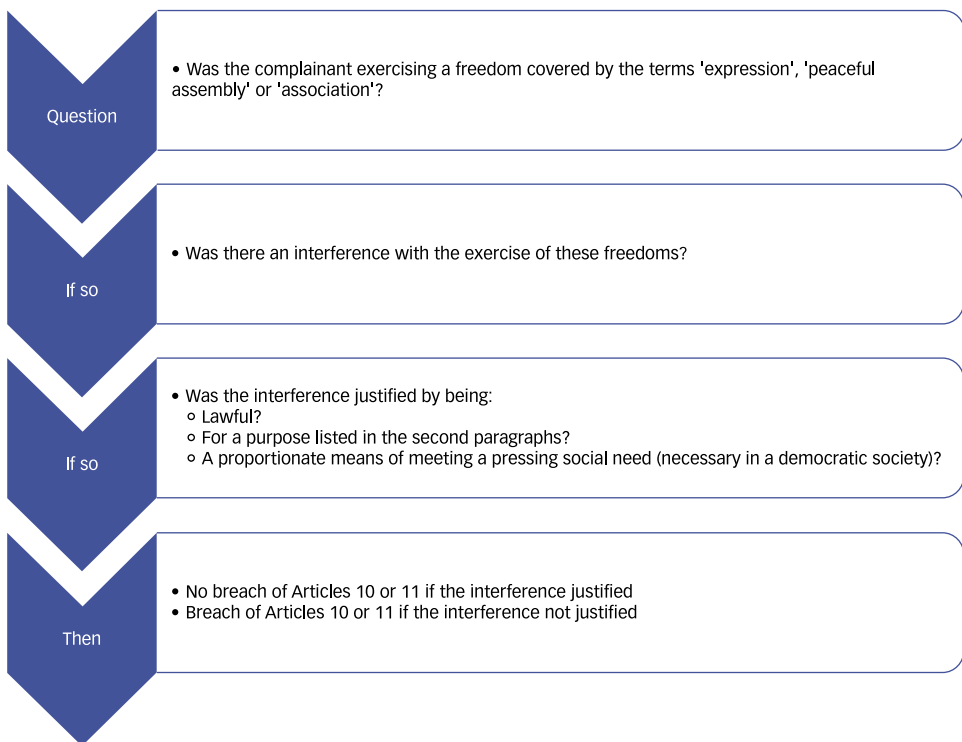 Question
• Was the complainant exercising a freedom covered by the terms 'expression', 'peaceful
assembly' or 'association'?
If so
• Was there an interference with the exercise of these freedoms?
If so
• Was the interference justified by being:
○ Lawful?
○ For a purpose listed in the second paragraphs?
○ A proportionate means of meeting a pressing social need (necessary in a democratic society)?
Then
• No breach of Articles 10 or 11 if the interference justified
• Breach of Articles 10 or 11 if the interference not justified